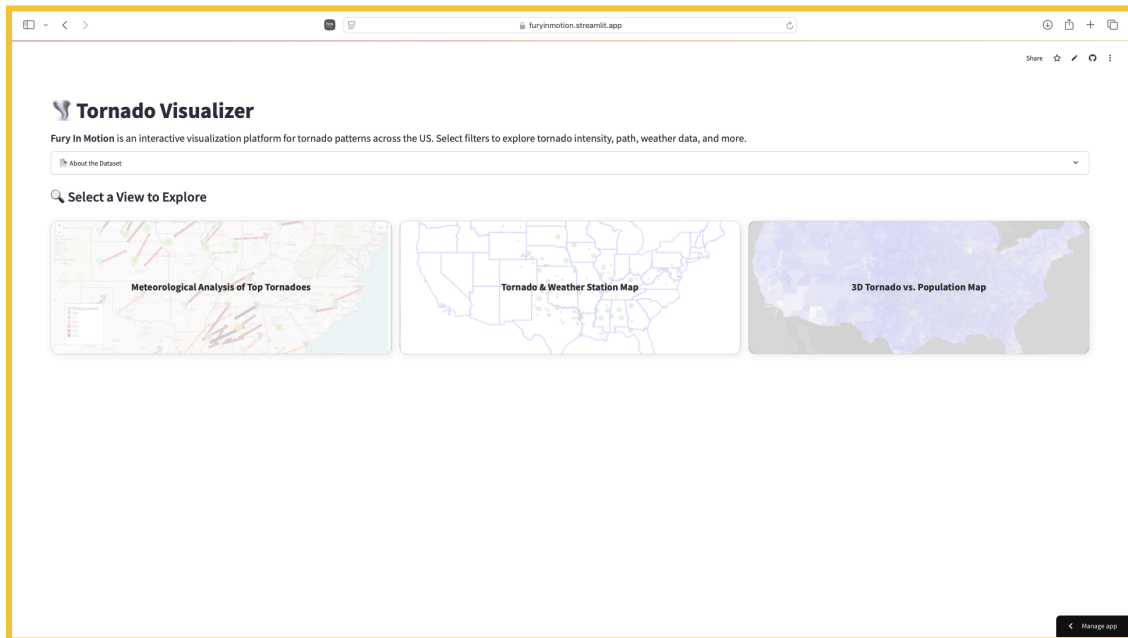 furyinmotion.streamlit.app
Share
Tornado Visualizer
Fury In Motion is an interactive visualization platform for tornado patterns across the US. Select filters to explore tornado intensity, path, weather data, and more.
About the Dataset
Select a View to Explore
Meteorological Analysis of Top Tornadoes
Tornado & Weather Station Map
3D Tornado vs. Population Map
Manage app